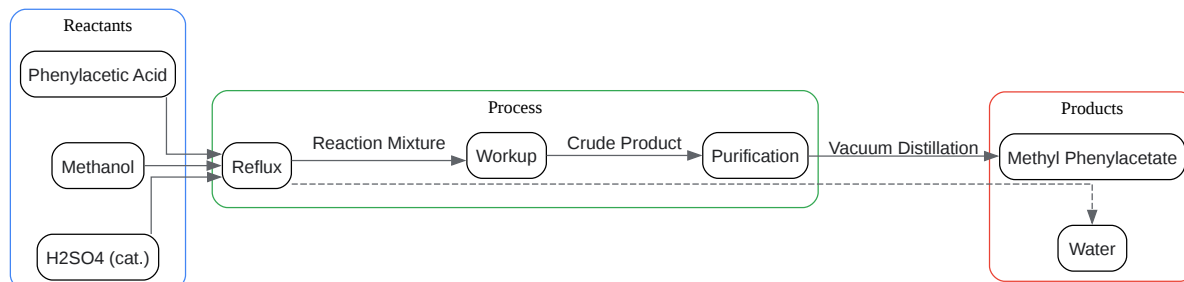 Reactants
Phenylacetic Acid
Methanol
H2SO4 (cat.)
Process
Reflux
Reaction Mixture
Workup
Crude Product
Purification
Vacuum Distillation
Products
Methyl Phenylacetate
Water